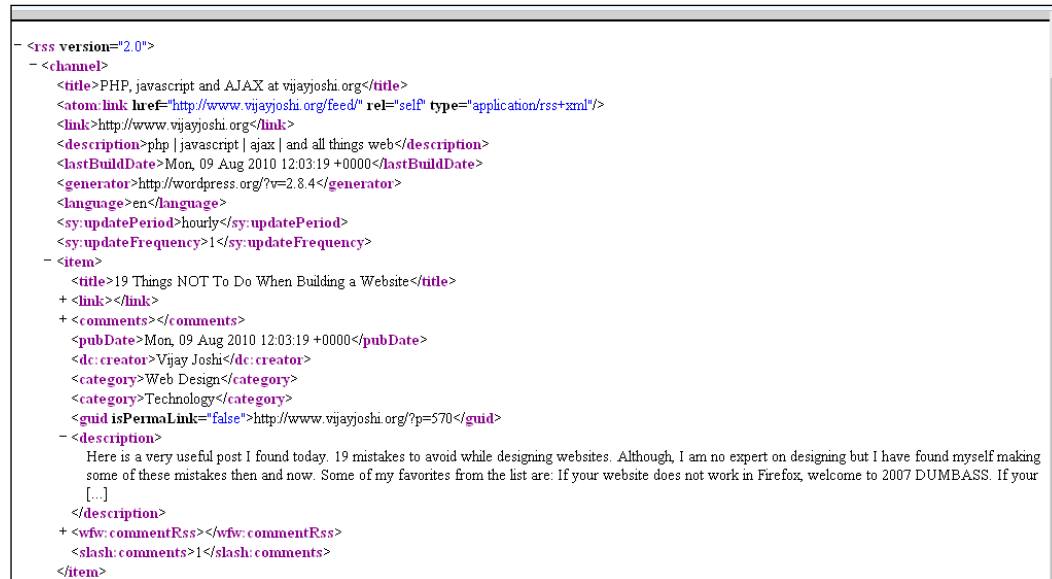 - <rss version="2.0">
- <channel>
<title>PHP, javascript and AJAX at vijayjoshi.org</title>
<atom:link href="http://www.vijayjoshi.org/feed/" rel="self" type="application/rss+xml"/>
<link>http://www.vijayjoshi.org</link>
<description>php | javascript | ajax | and all things web</description>
<lastBuildDate>Mon, 09 Aug 2010 12:03:19 +0000</lastBuildDate>
<generator>http://wordpress.org/?v=2.8.4</generator>
<language>en</language>
<sy:updatePeriod>hourly</sy:updatePeriod>
<sy:updateFrequency>1</sy:updateFrequency>
- <item>
<title>19 Things NOT To Do When Building a Website</title>
+ <link></link>
+ <comments></comments>
<pubDate>Mon, 09 Aug 2010 12:03:19 +0000</pubDate>
<dc:creator>Vijay Joshi</dc:creator>
<category>Web Design</category>
<category>Technology</category>
<guid isPermaLink="false">http://www.vijayjoshi.org/?p=570</guid>
- <description>
Here is a very useful post I found today. 19 mistakes to avoid while designing websites. Although, I am no expert on designing but I have found myself making
some of these mistakes then and now. Some of my favorites from the list are: If your website does not work in Firefox, welcome to 2007 DUMBASS. If your
[...]
</description>
+ <wfw:commentRss></wfw:commentRss>
<slash:comments>1</slash:comments>
</item>